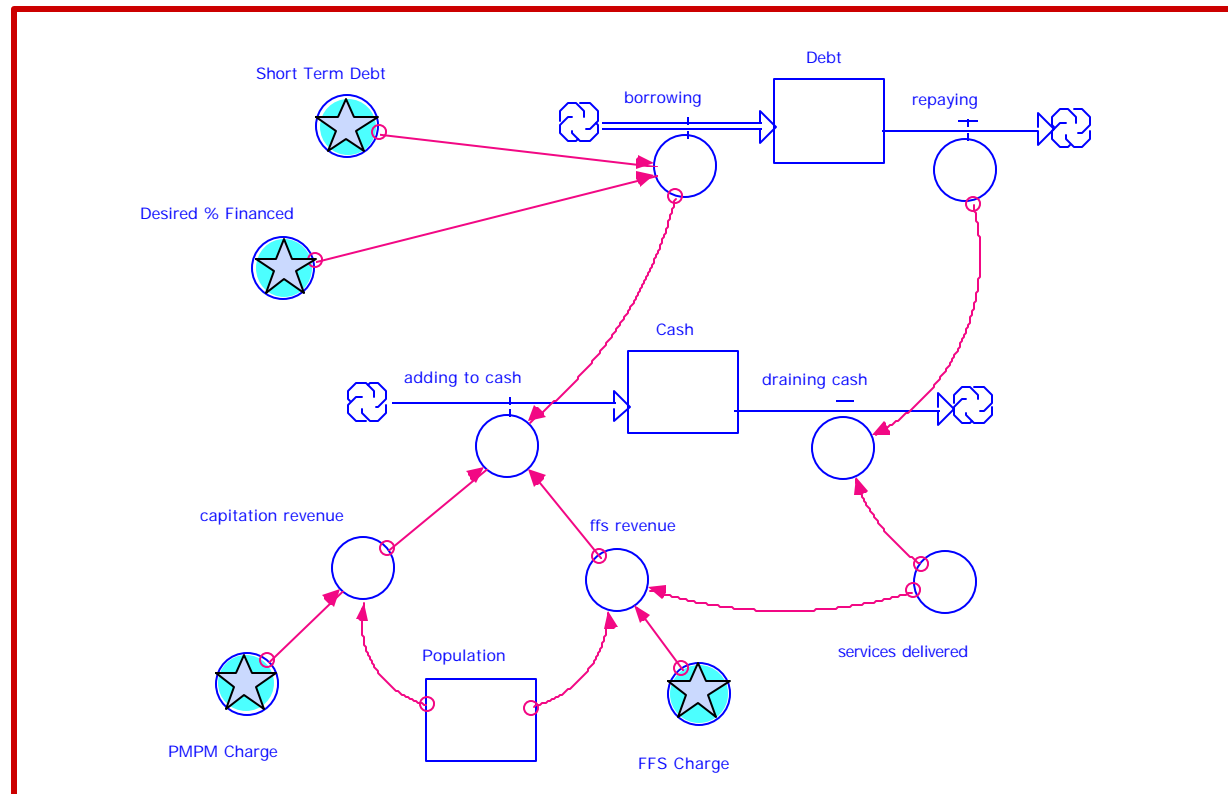 Debt
Short Term Debt
borrowing
repaying
Desired % Financed
Cash
adding to cash
draining cash
capitation revenue
ffs revenue
services delivered
Population
PMPM Charge
FFS Charge